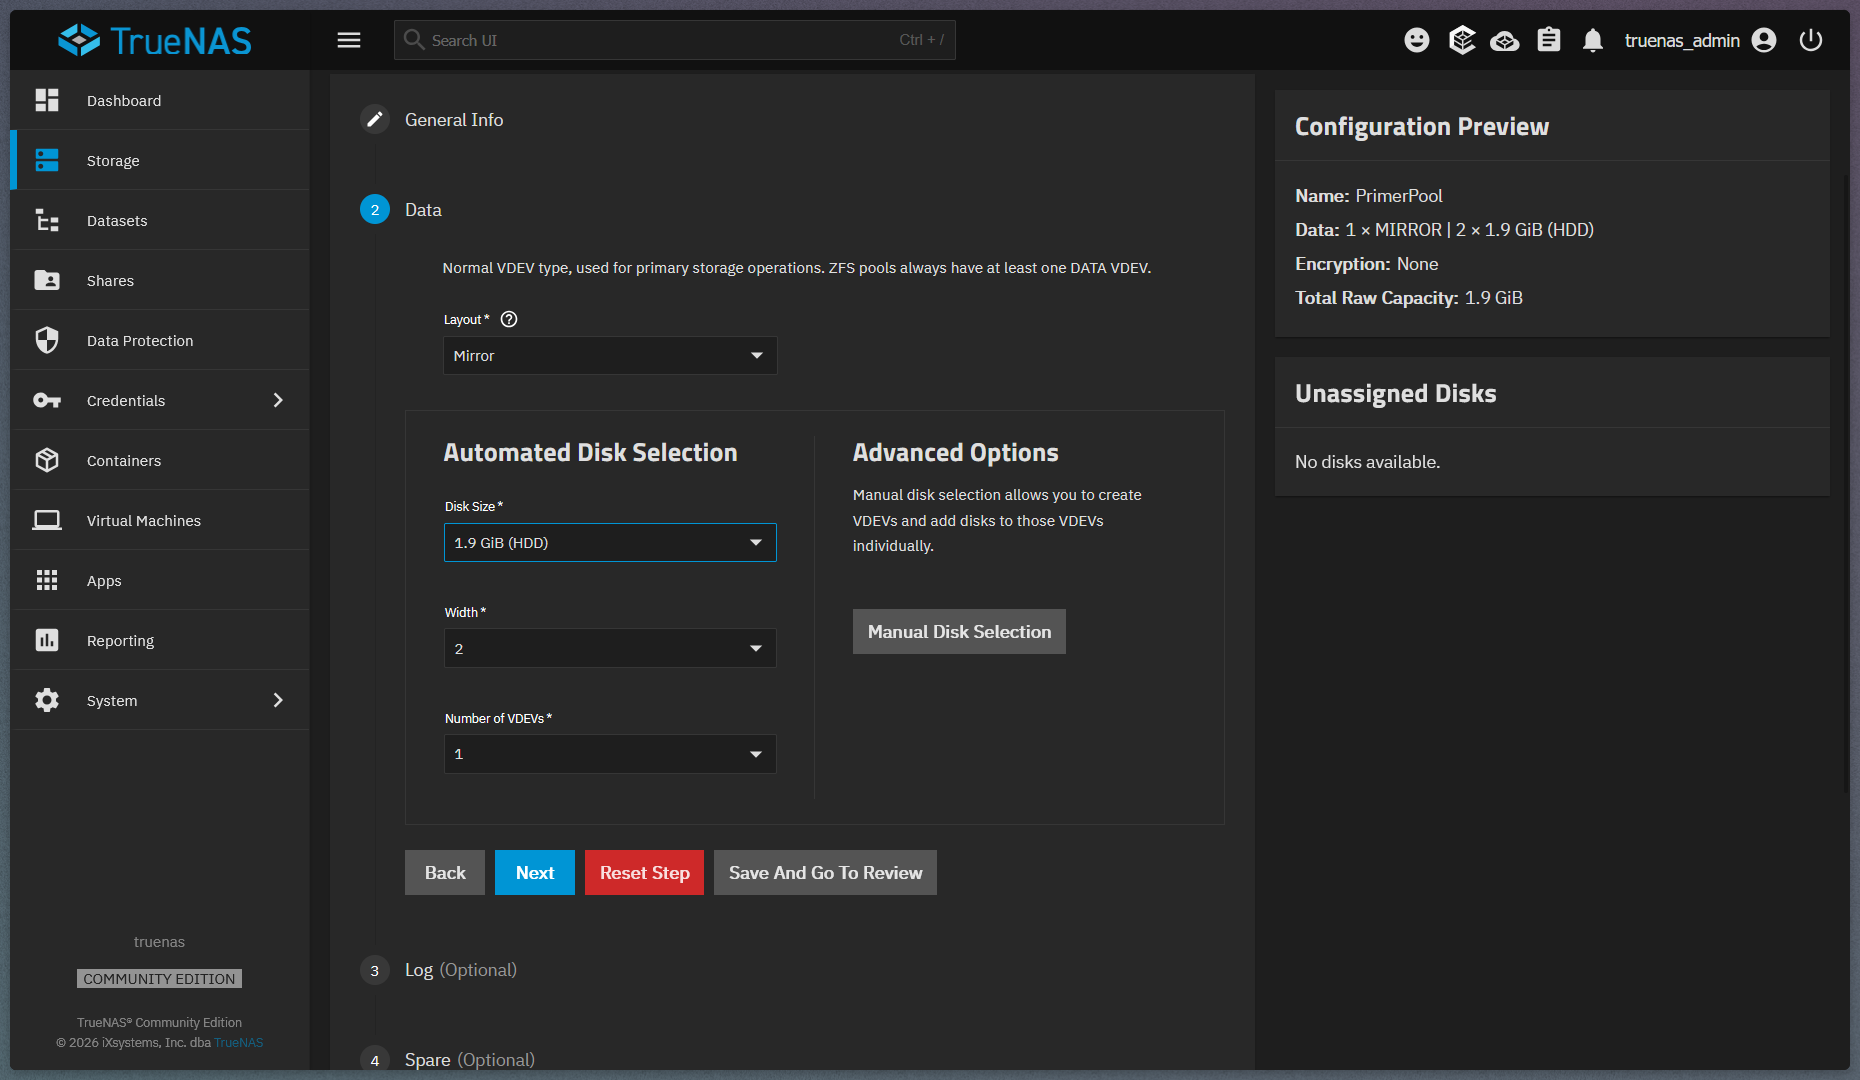 TrueNAS
Search UI
Ctrl + /
truenas_admin
Dashboard
Storage
Datasets
Shares
Data Protection
Credentials
Containers
Virtual Machines
Apps
Reporting
System
truenas
COMMUNITY EDITION
TrueNAS® Community Edition
© 2026 iXsystems, Inc. dba TrueNAS
General Info
2 Data
Normal VDEV type, used for primary storage operations. ZFS pools always have at least one DATA VDEV.
Layout *
Mirror
Automated Disk Selection
Disk Size *
1.9 GiB (HDD)
Width *
2
Number of VDEVs *
1
Advanced Options
Manual disk selection allows you to create
VDEVs and add disks to those VDEVs
individually.
Manual Disk Selection
Back
Next
Reset Step
Save And Go To Review
3 Log (Optional)
4 Spare (Optional)
Configuration Preview
Name: PrimerPool
Data: 1 × MIRROR | 2 × 1.9 GiB (HDD)
Encryption: None
Total Raw Capacity: 1.9 GiB
Unassigned Disks
No disks available.